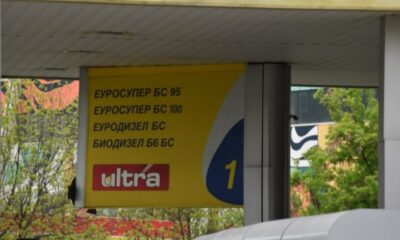 ЕУРОСУПЕР БС 95
ЕУРОСУПЕР БС 100
ЕУРОДИЗЕЛ БС
БИОДИЗЕЛ Б6 БС
ultra
1